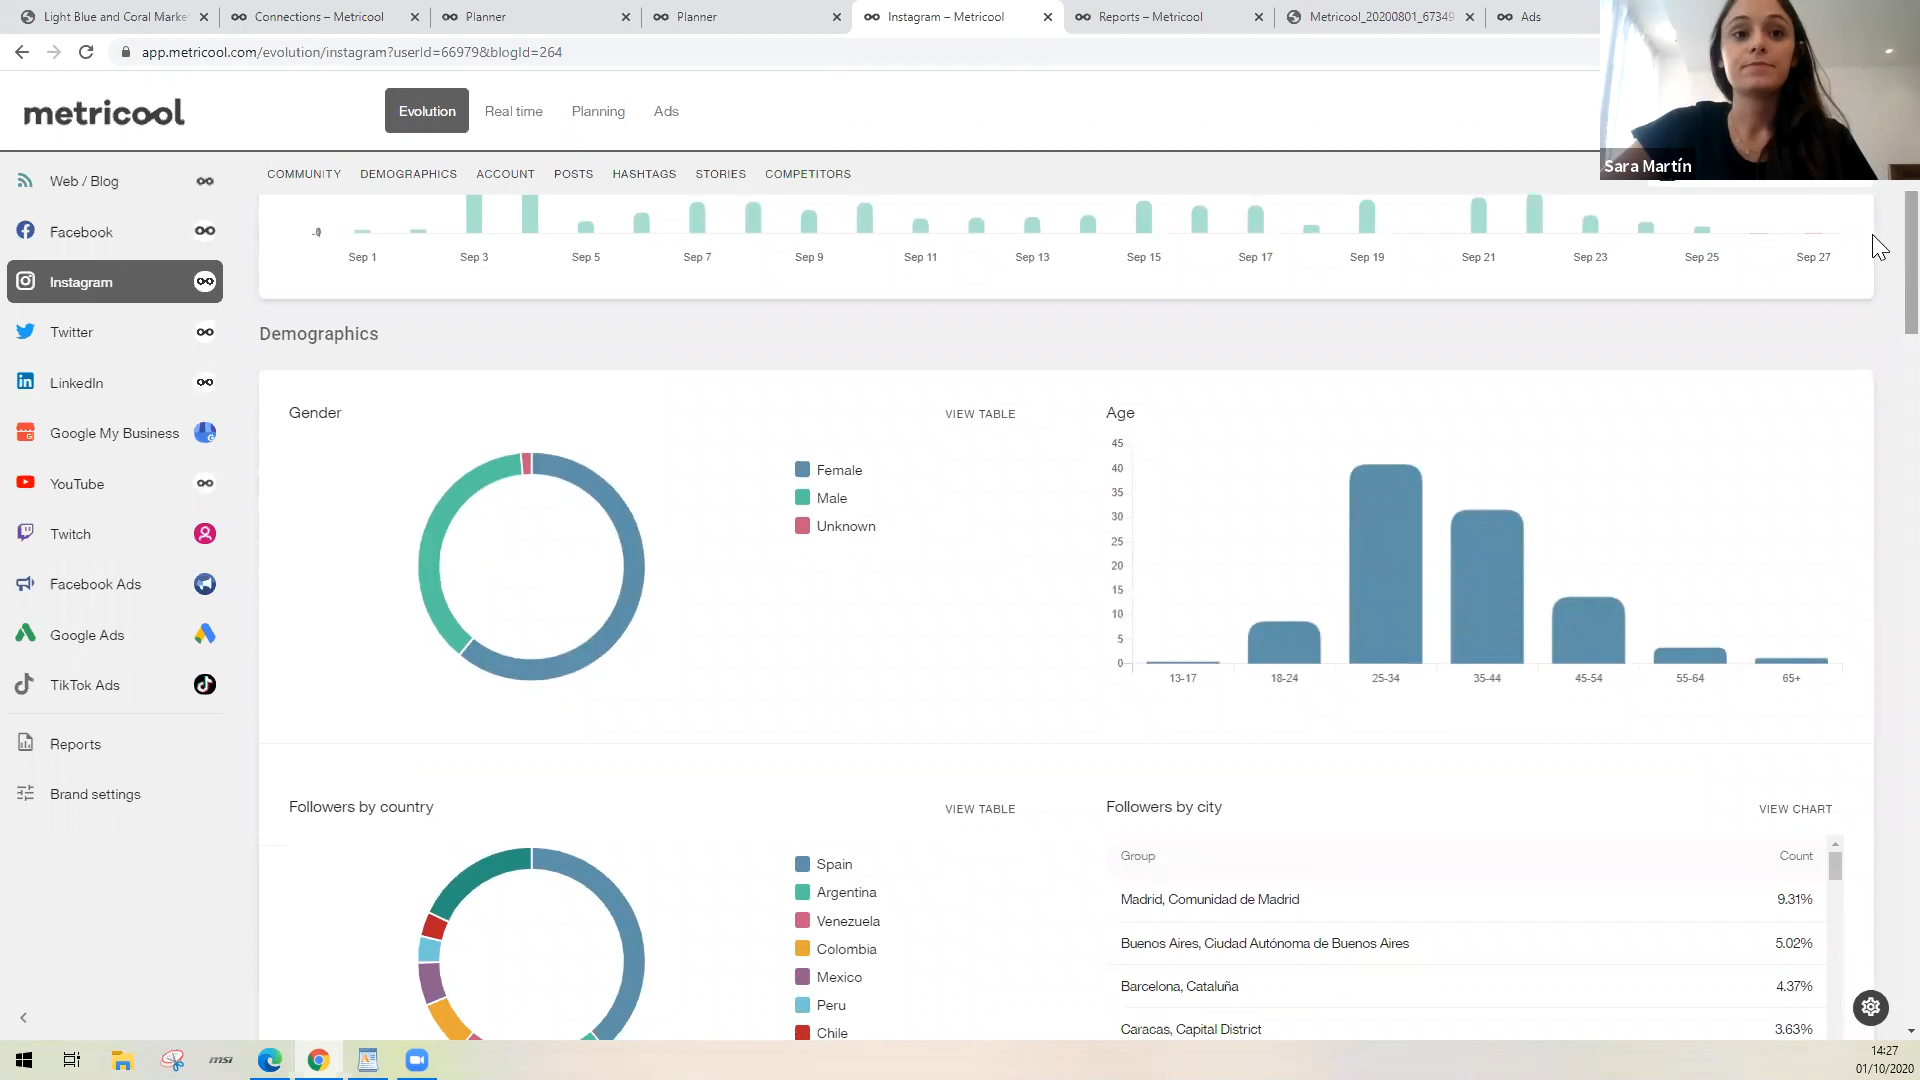 Light Blue and Coral Marke
Connections – Metricool
Planner
Planner
Instagram – Metricool
Reports – Metricool
Metricool_20200801_67349
Ads
app.metricool.com/evolution/instagram?userId=66979&blogId=264
metricool
Evolution
Real time
Planning
Ads
Sara Martín
Web / Blog
Facebook
Instagram
Twitter
LinkedIn
Google My Business
YouTube
Twitch
Facebook Ads
Google Ads
TikTok Ads
Reports
Brand settings
COMMUNITY DEMOGRAPHICS ACCOUNT POSTS HASHTAGS STORIES COMPETITORS
Sep 1 Sep 3 Sep 5 Sep 7 Sep 9 Sep 11 Sep 13 Sep 15 Sep 17 Sep 19 Sep 21 Sep 23 Sep 25 Sep 27
Demographics
Gender
VIEW TABLE
Female
Male
Unknown
Age
45
40
35
30
25
20
15
10
5
0
13-17 18-24 25-34 35-44 45-54 55-64 65+
Followers by country
VIEW TABLE
Spain
Argentina
Venezuela
Colombia
Mexico
Peru
Chile
Followers by city
VIEW CHART
Group Count
Madrid, Comunidad de Madrid 9.31%
Buenos Aires, Ciudad Autónoma de Buenos Aires 5.02%
Barcelona, Cataluña 4.37%
Caracas, Capital District 3.63%
msi
14:27
01/10/2020